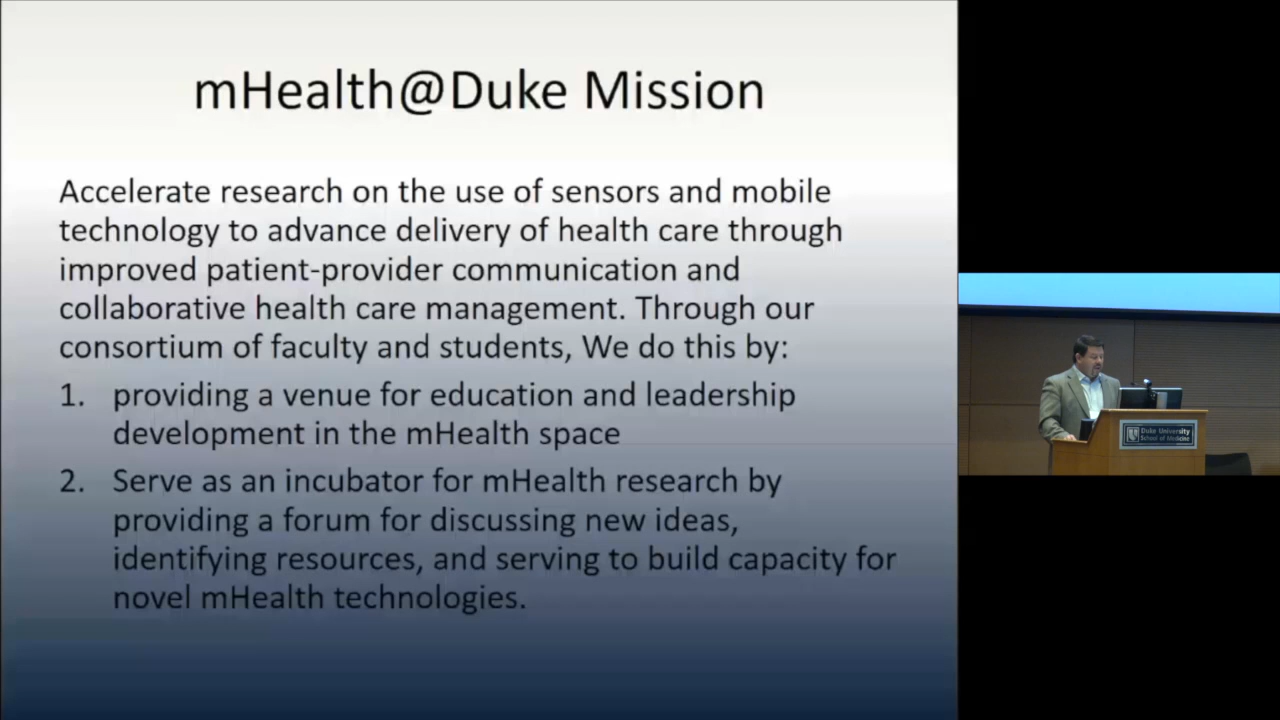 mHealth@Duke Mission
Accelerate research on the use of sensors and mobile
technology to advance delivery of health care through
improved patient-provider communication and
collaborative health care management. Through our
consortium of faculty and students, We do this by:
1. providing a venue for education and leadership
development in the mHealth space
2. Serve as an incubator for mHealth research by
providing a forum for discussing new ideas,
identifying resources, and serving to build capacity for
novel mHealth technologies.
Duke University
School of Medicine